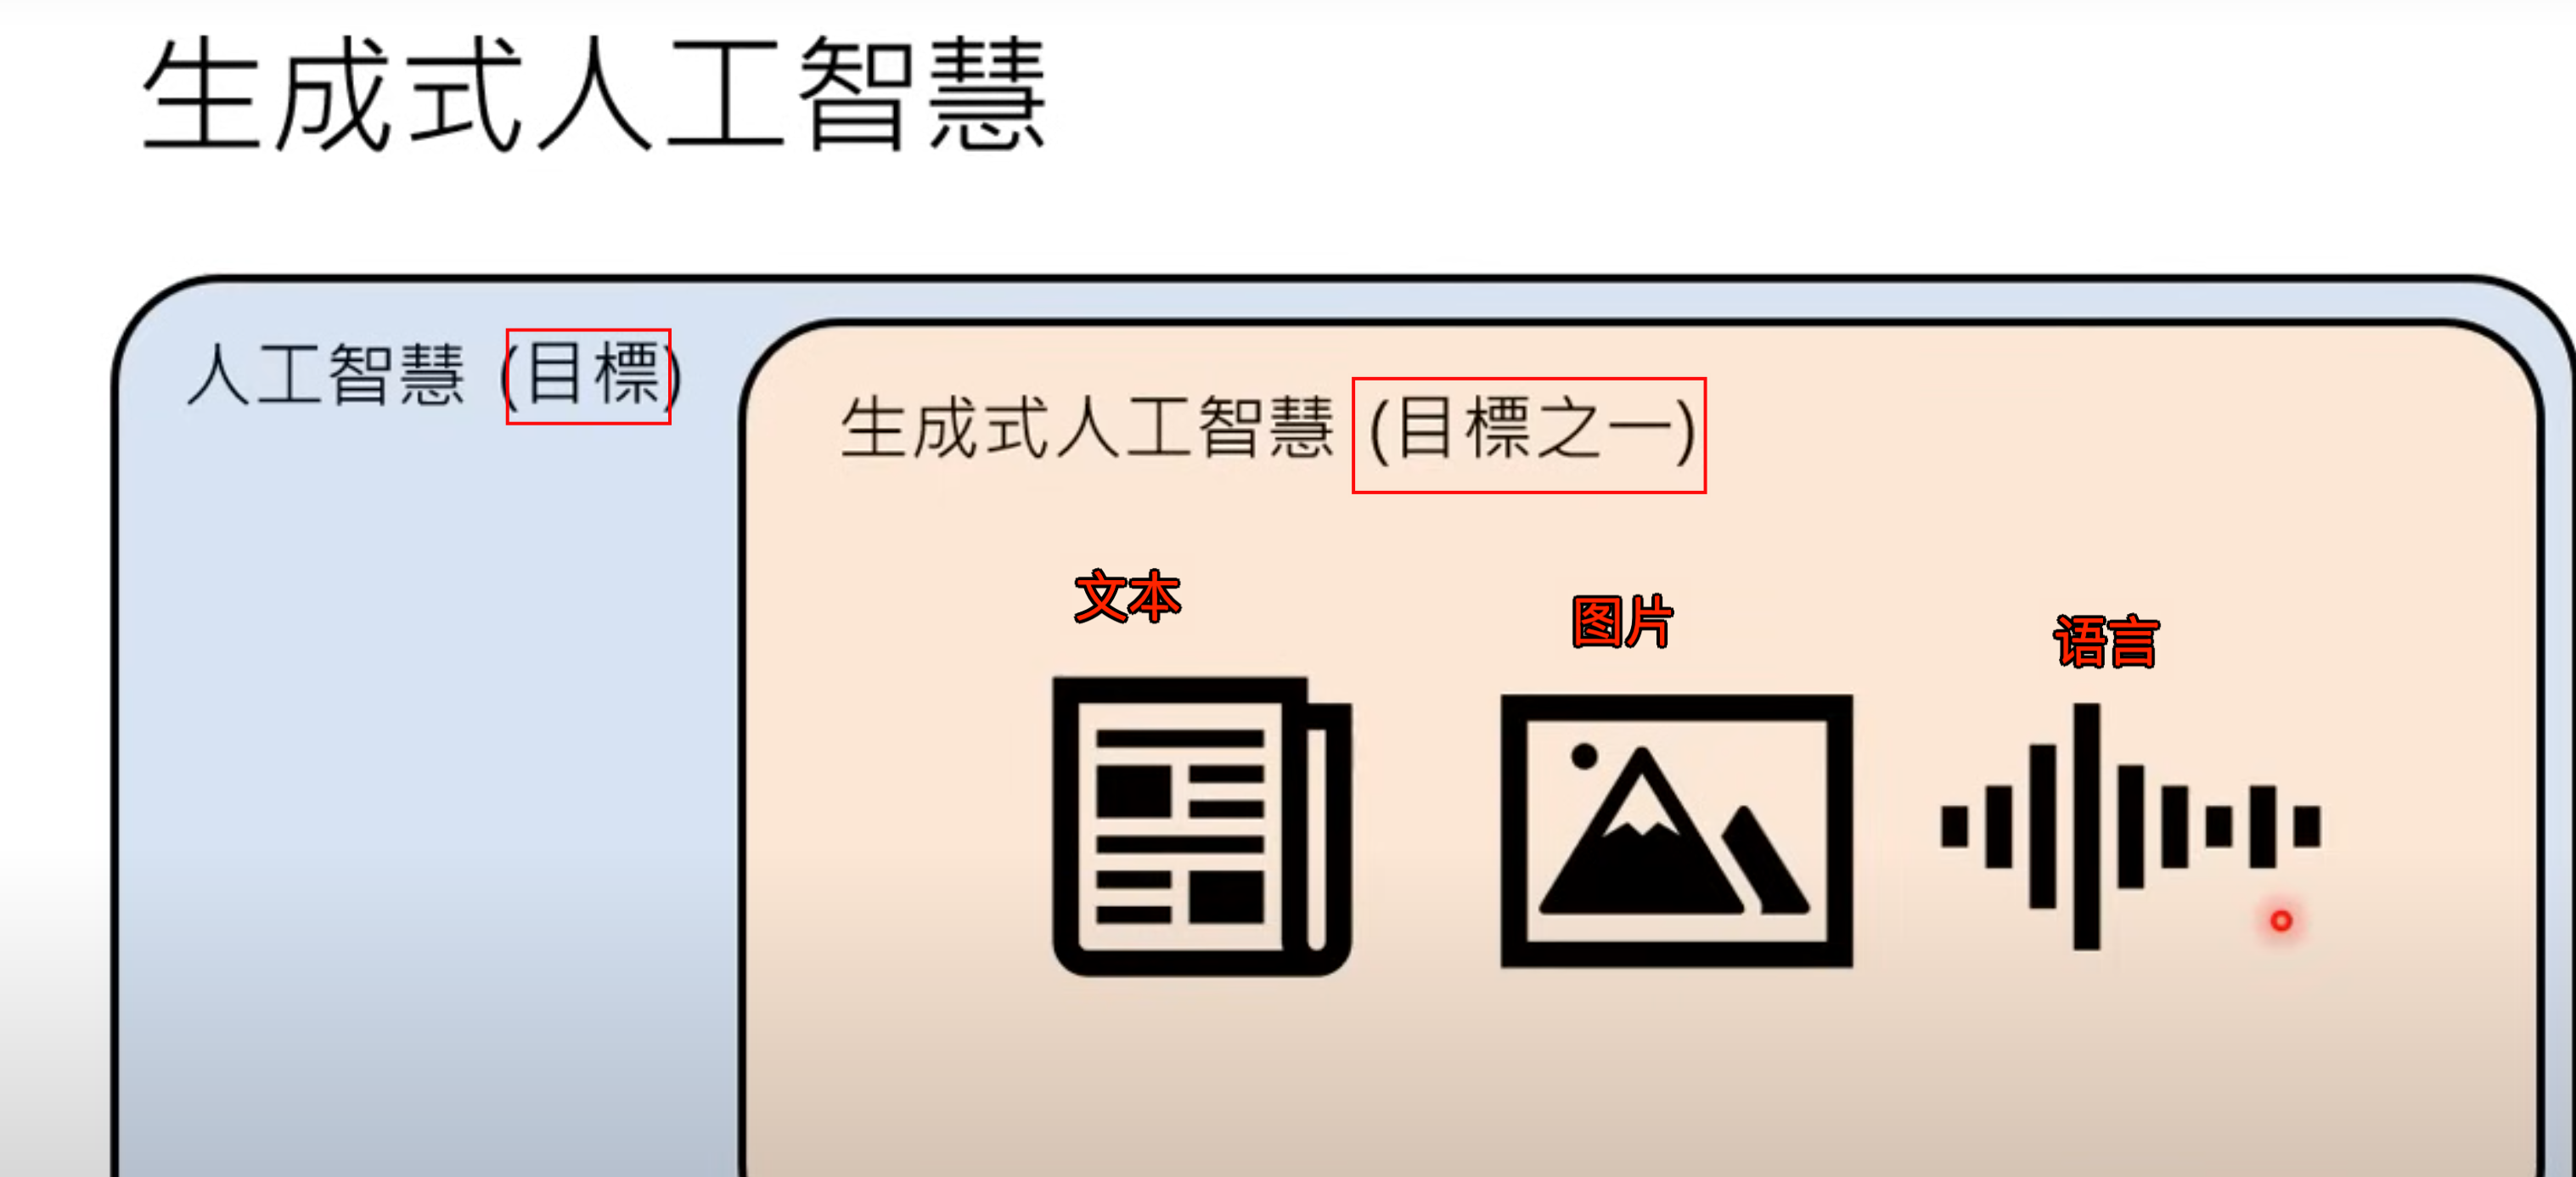 生成式人工智慧
人工智慧 (目標)
生成式人工智慧 (目標之一)
文本
图片
语言